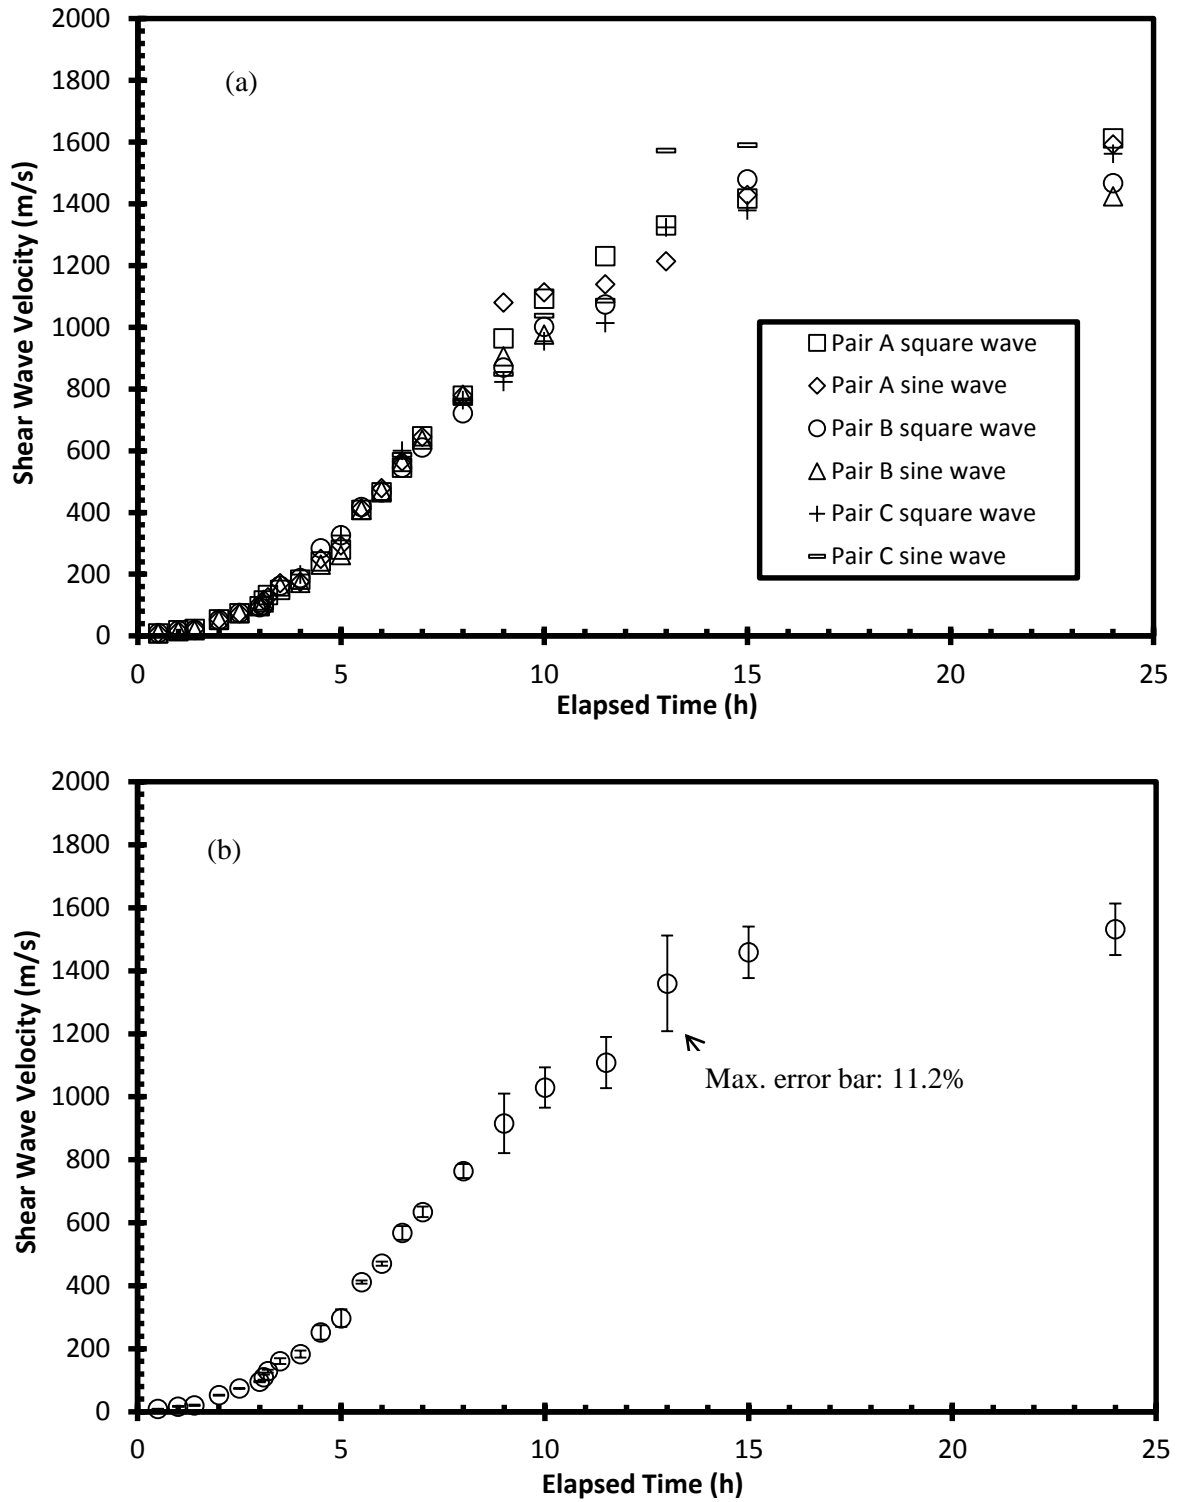 2000
1800
1600
1400
1200
1000
800
600
400
200
0
Shear Wave Velocity (m/s)
(a)
Pair A square wave
Pair A sine wave
Pair B square wave
Pair B sine wave
Pair C square wave
Pair C sine wave
0 5 10 15 20 25
Elapsed Time (h)
2000
1800
1600
1400
1200
1000
800
600
400
200
0
Shear Wave Velocity (m/s)
(b)
Max. error bar: 11.2%
0 5 10 15 20 25
Elapsed Time (h)